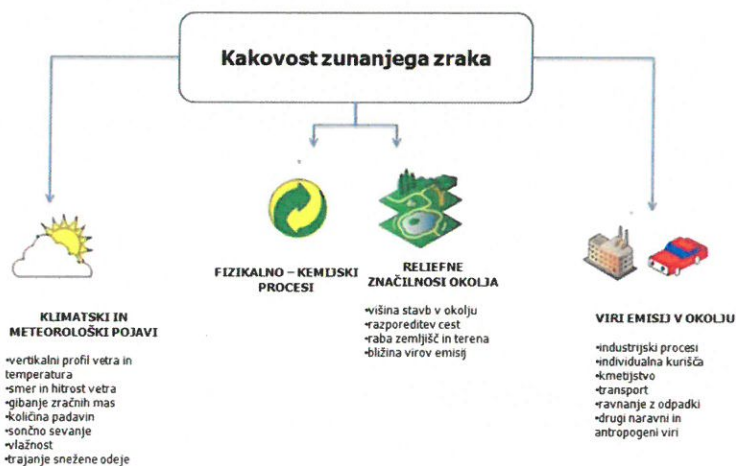 Kakovost zunanjega zraka
KLIMATSKI IN
METEOROLOŠKI POJAVI
•vertikalni profil vetra in
temperatura
•smer in hitrost vetra
•gibanje zračnih mas
•količina padavin
•sončno sevanje
•vlažnost
•trajanje snežene odeje
FIZIKALNO – KEMIJSKI
PROCESI
RELIEFNE
ZNAČILNOSI OKOLJA
•višina stavb v okolju
•razporeditev cest
•raba zemljišč in terena
•bližina virov emisij
VIRI EMISIJ V OKOLJU
•industrijski procesi
•individualna kurišča
•kmetijstvo
•transport
•ravnanje z odpadki
•drugi naravni in
antropogeni viri